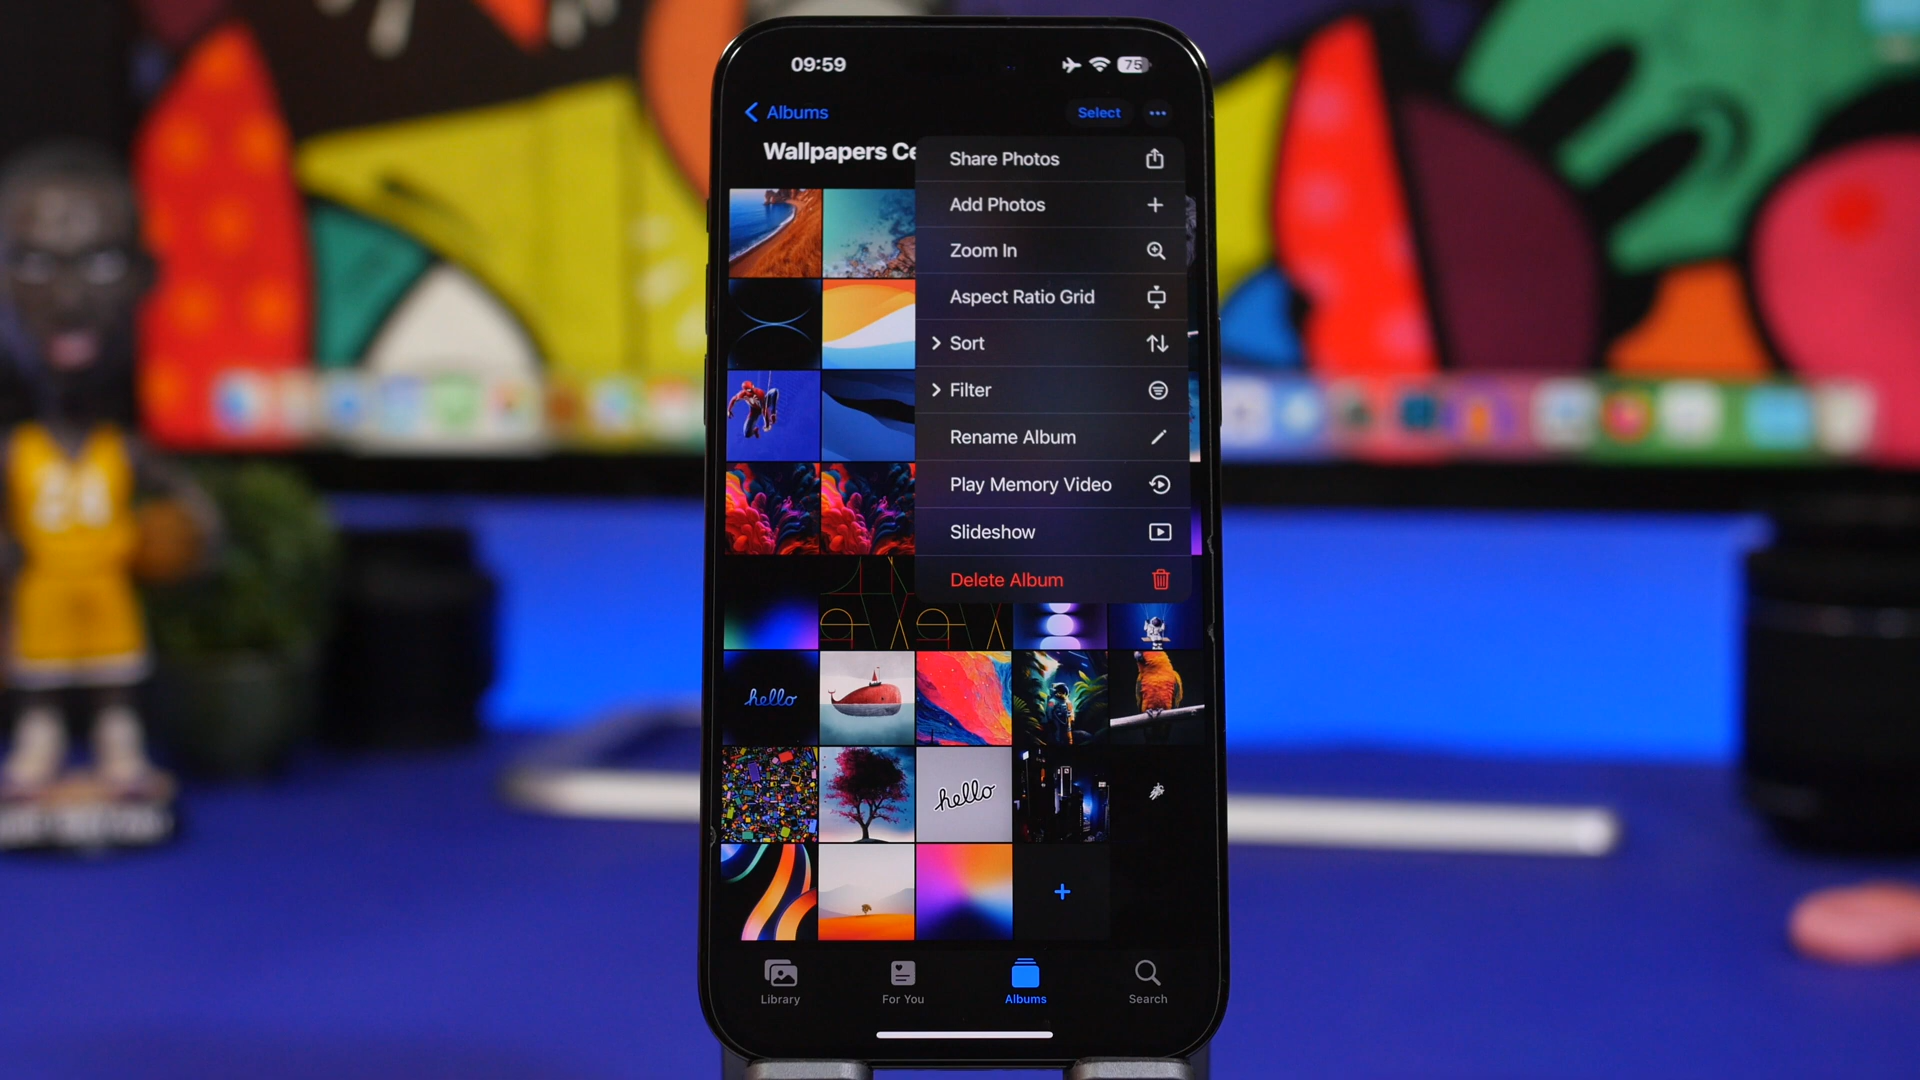 09:59
75
Albums
Select
Wallpapers Ce
Share Photos
Add Photos
Zoom In
Aspect Ratio Grid
Sort
Filter
Rename Album
Play Memory Video
Slideshow
Delete Album
hello
hello
Library
For You
Albums
Search
24